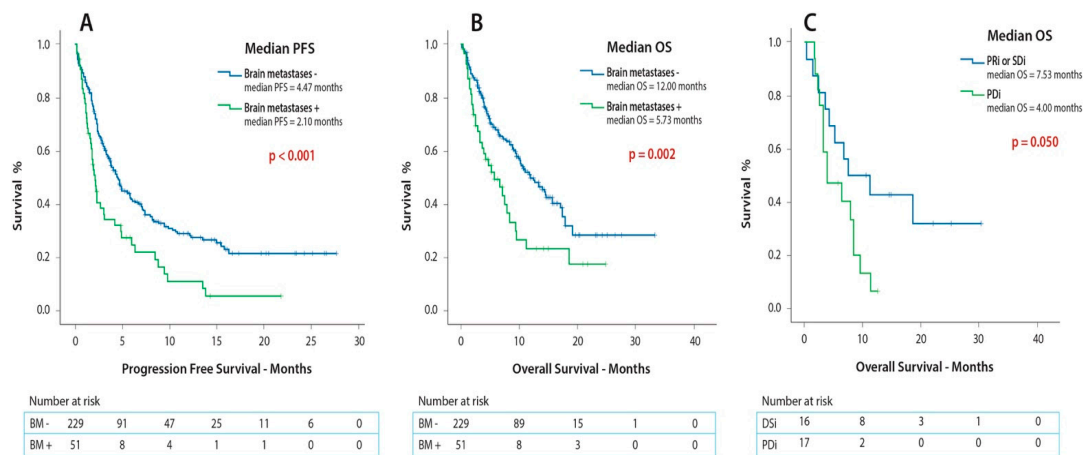 A
Median PFS
Brain metastases -
median PFS = 4.47 months
Brain metastases +
median PFS = 2.10 months
p < 0.001
Survival %
1.0
0.8
0.6
0.4
0.2
0.0
0 5 10 15 20 25 30
Progression Free Survival - Months
Number at risk
BM - 229 91 47 25 11 6 0
BM + 51 8 4 1 1 0 0
B
Median OS
Brain metastases -
median OS = 12.00 months
Brain metastases +
median OS = 5.73 months
p = 0.002
Survival %
1.0
0.8
0.6
0.4
0.2
0.0
0 10 20 30 40
Overall Survival - Months
Number at risk
BM - 229 89 15 1 0
BM + 51 8 3 0 0
C
Median OS
PRi or SDi
median OS = 7.53 months
PDi
median OS = 4.00 months
p = 0.050
Survival %
1.0
0.8
0.6
0.4
0.2
0.0
0 10 20 30 40
Overall Survival - Months
Number at risk
DSi 16 8 3 1 0
PDi 17 2 0 0 0